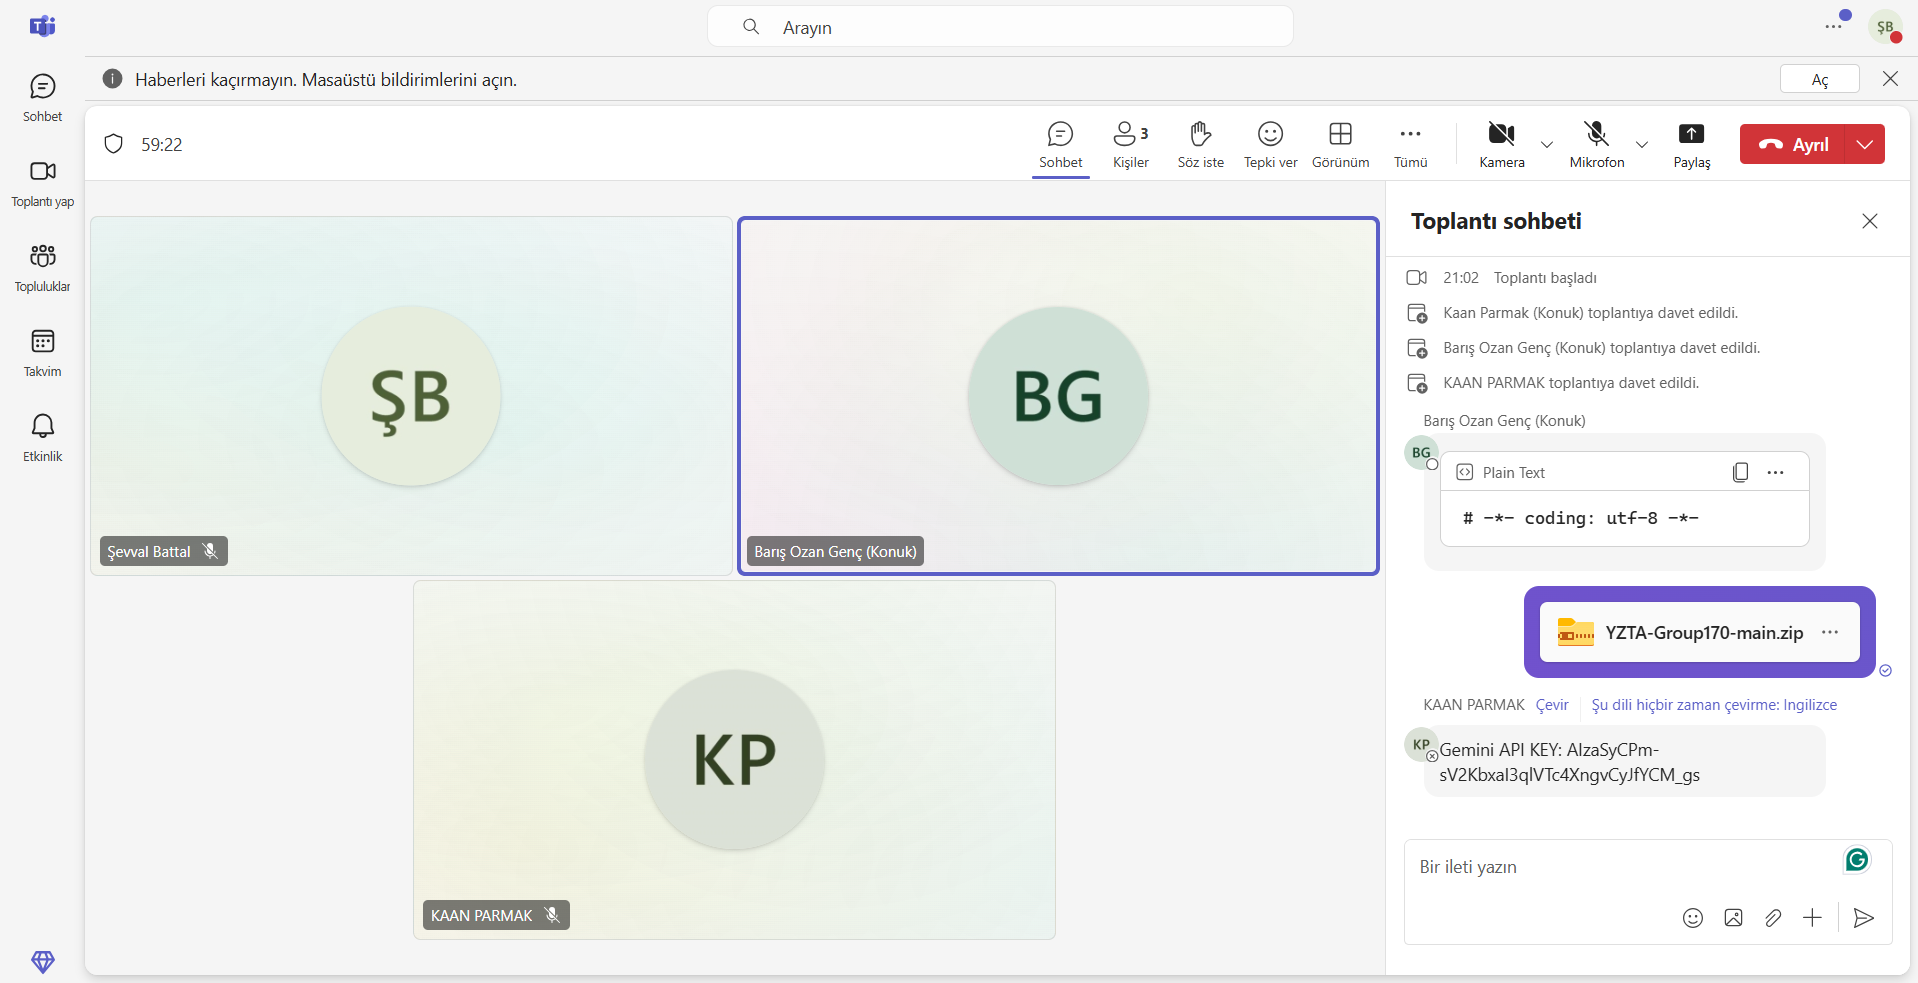 Arayın
ŞB
Haberleri kaçırmayın. Masaüstü bildirimlerini açın.
Aç
Sohbet
Toplantı yap
Topluluklar
Takvim
Etkinlik
59:22
Sohbet
3
Kişiler
Söz iste
Tepki ver
Görünüm
Tümü
Kamera
Mikrofon
Paylaş
Ayrıl
ŞB
Şevval Battal
BG
Barış Ozan Genç (Konuk)
KP
KAAN PARMAK
Toplantı sohbeti
21:02 Toplantı başladı
Kaan Parmak (Konuk) toplantıya davet edildi.
Barış Ozan Genç (Konuk) toplantıya davet edildi.
KAAN PARMAK toplantıya davet edildi.
Barış Ozan Genç (Konuk)
BG
Plain Text
# -*- coding: utf-8 -*-
YZTA-Group170-main.zip
KAAN PARMAK Çevir Şu dili hiçbir zaman çevirme: Ingilizce
KP
Gemini API KEY: AIzaSyCPm-
sV2KbxaI3qlVTc4XngvCyJfYCM_gs
Bir ileti yazın